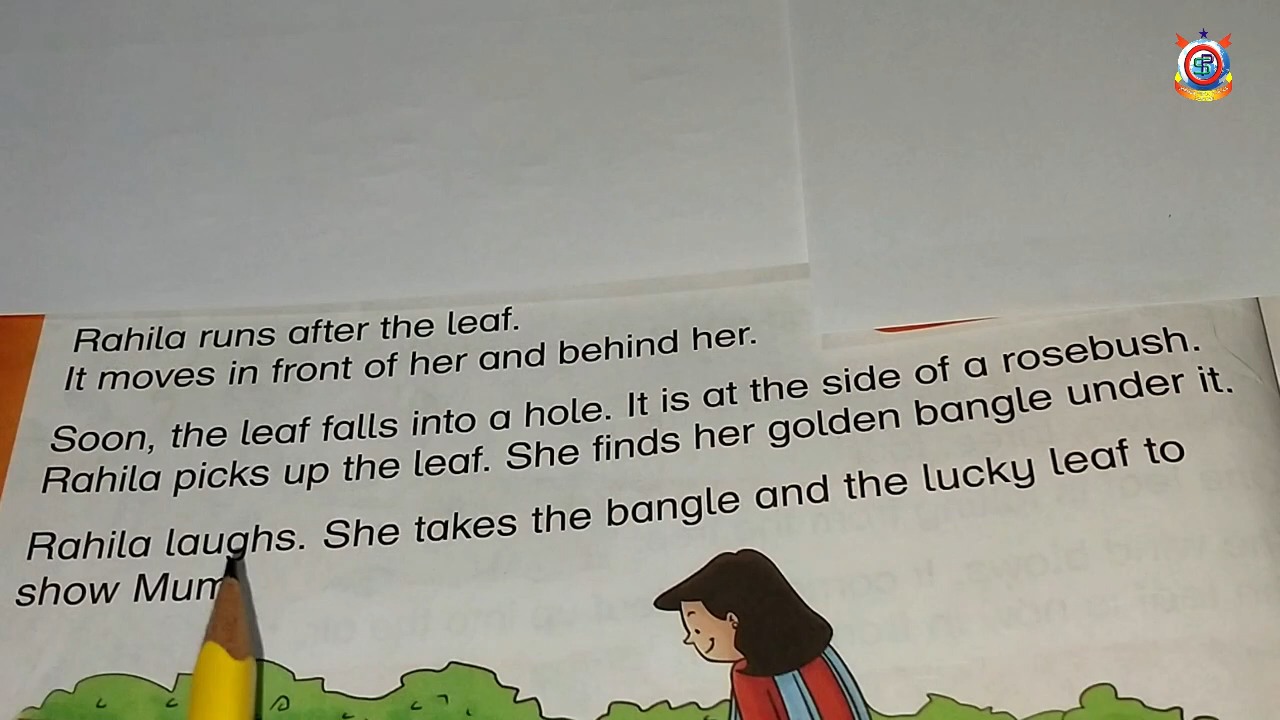 Rahila runs after the leaf.
It moves in front of her and behind her.
Soon, the leaf falls into a hole. It is at the side of a rosebush.
Rahila picks up the leaf. She finds her golden bangle under it.
Rahila laughs. She takes the bangle and the lucky leaf to
show Mum